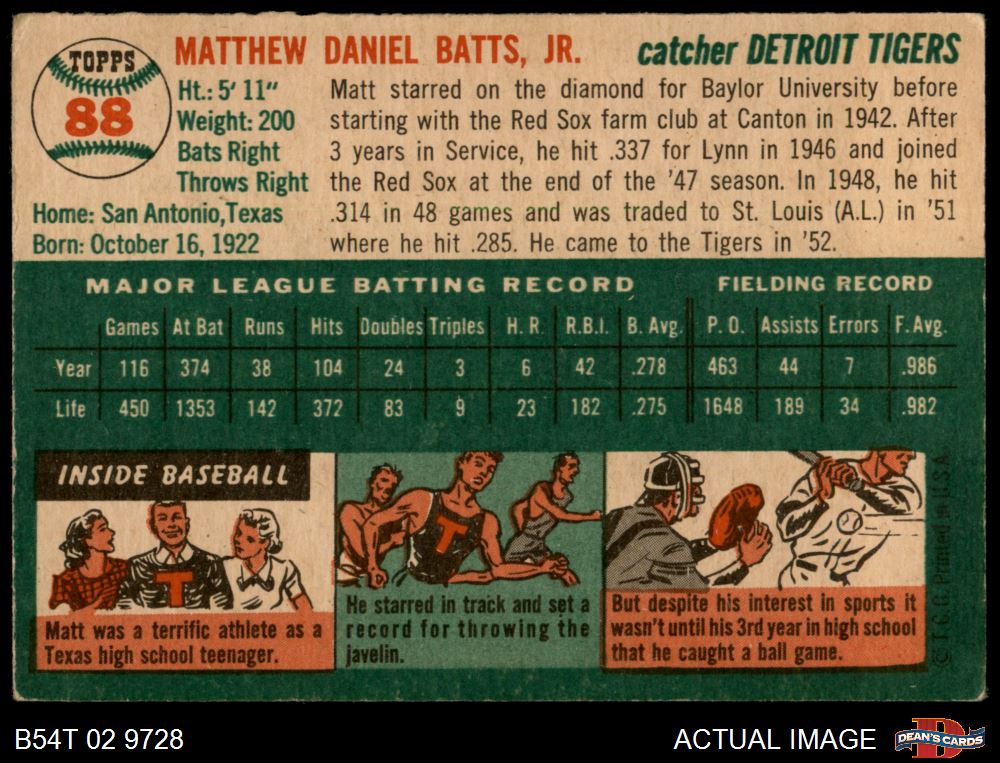 TOPPS
88
MATTHEW DANIEL BATTS, JR.
catcher DETROIT TIGERS
Ht.: 5' 11"
Weight: 200
Bats Right
Throws Right
Home: San Antonio, Texas
Born: October 16, 1922
Matt starred on the diamond for Baylor University before
starting with the Red Sox farm club at Canton in 1942. After
3 years in Service, he hit .337 for Lynn in 1946 and joined
the Red Sox at the end of the '47 season. In 1948, he hit
.314 in 48 games and was traded to St. Louis (A.L.) in '51
where he hit .285. He came to the Tigers in '52.
MAJOR LEAGUE BATTING RECORD FIELDING RECORD
Games At Bat Runs Hits Doubles Triples H. R. R.B.I. B. Avg. P. O. Assists Errors F. Avg.
Year 116 374 38 104 24 3 6 42 .278 463 44 7 .986
Life 450 1353 142 372 83 9 23 182 .275 1648 189 34 .982
INSIDE BASEBALL
T
T
Matt was a terrific athlete as a
Texas high school teenager.
He starred in track and set a
record for throwing the
javelin.
But despite his interest in sports it
wasn't until his 3rd year in high school
that he caught a ball game.
© T. C. G. Printed in U.S.A.
B54T 02 9728
ACTUAL IMAGE
D
DEAN'S CARDS